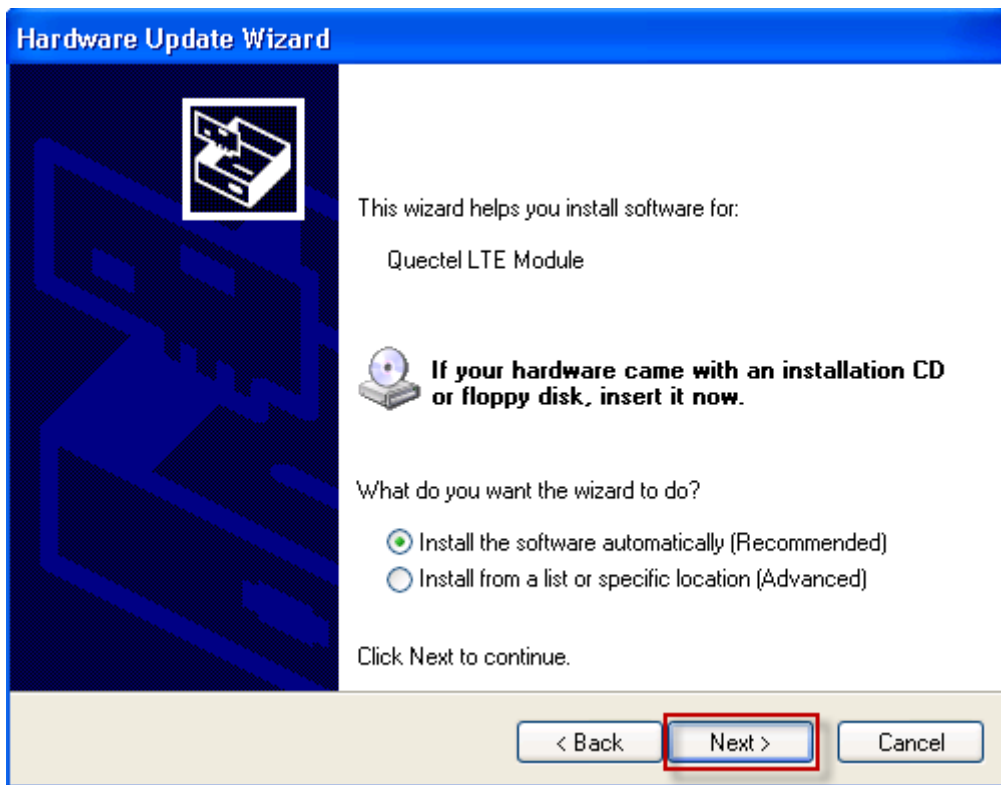 Hardware Update Wizard
This wizard helps you install software for:
Quectel LTE Module
If your hardware came with an installation CD
or floppy disk, insert it now.
What do you want the wizard to do?
Install the software automatically (Recommended)
Install from a list or specific location (Advanced)
Click Next to continue.
< Back Next > Cancel